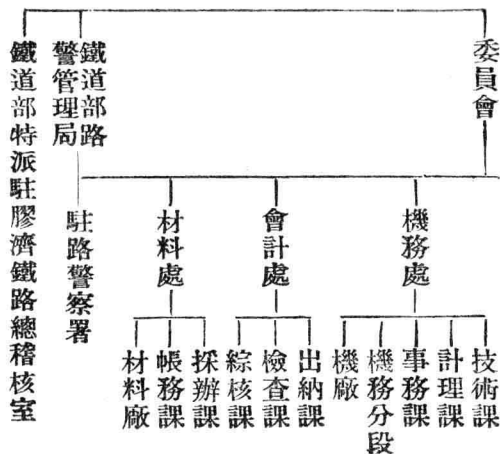 委員會
鐵道部路
警管理局
鐵道部特派駐膠濟鐵路總稽核室
機務處
會計處
材料處
駐路警察署
技術課
計理課
事務課
機務分段
機廠
出納課
檢查課
綜核課
採辦課
帳務課
材料廠